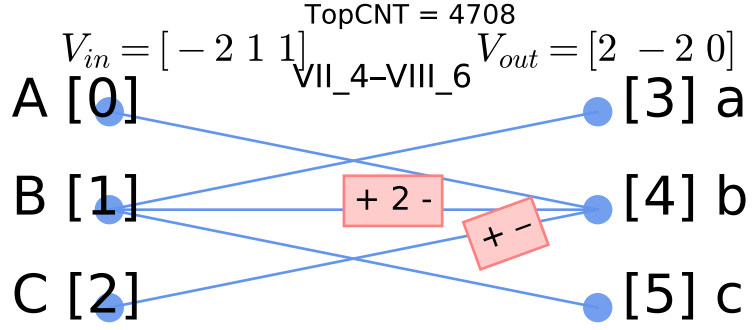 TopCNT = 4708
V_in = [ − 2 1 1]
V_out = [2 − 2 0]
VII_4–VIII_6
A [0]
[3] a
B [1]
+ 2 -
[4] b
+ −
C [2]
[5] c